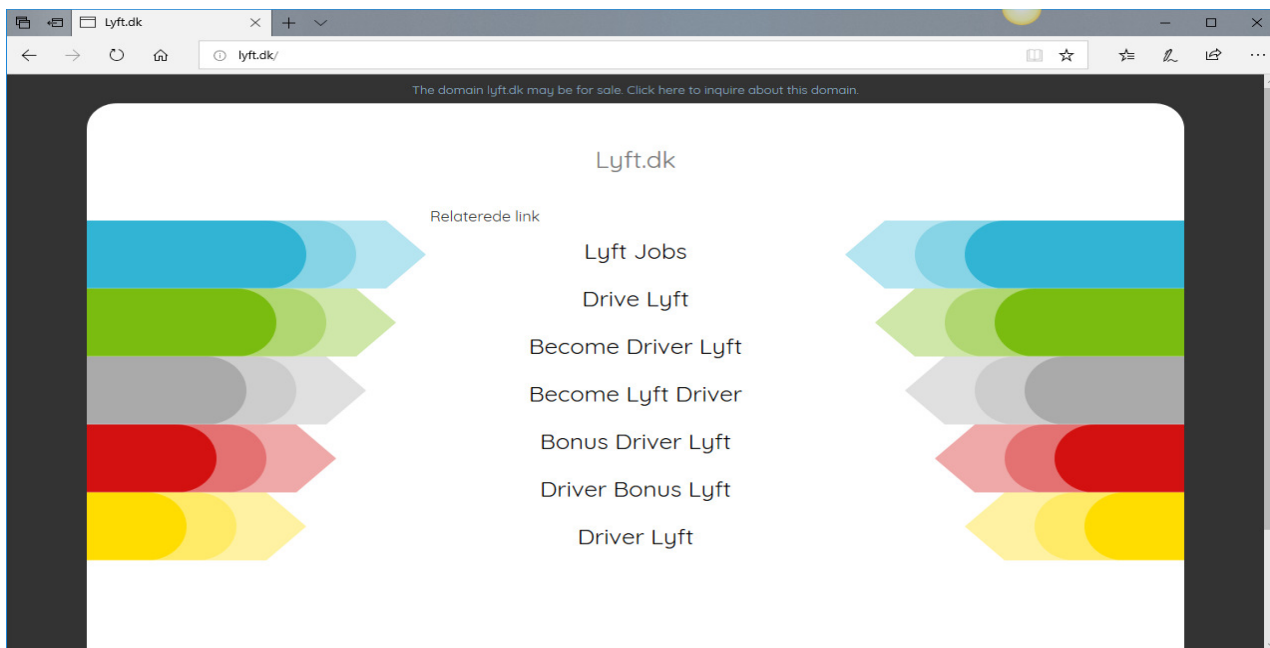 Lyft.dk
lyft.dk/
The domain lyft.dk may be for sale. Click here to inquire about this domain.
Lyft.dk
Relaterede link
Lyft Jobs
Drive Lyft
Become Driver Lyft
Become Lyft Driver
Bonus Driver Lyft
Driver Bonus Lyft
Driver Lyft